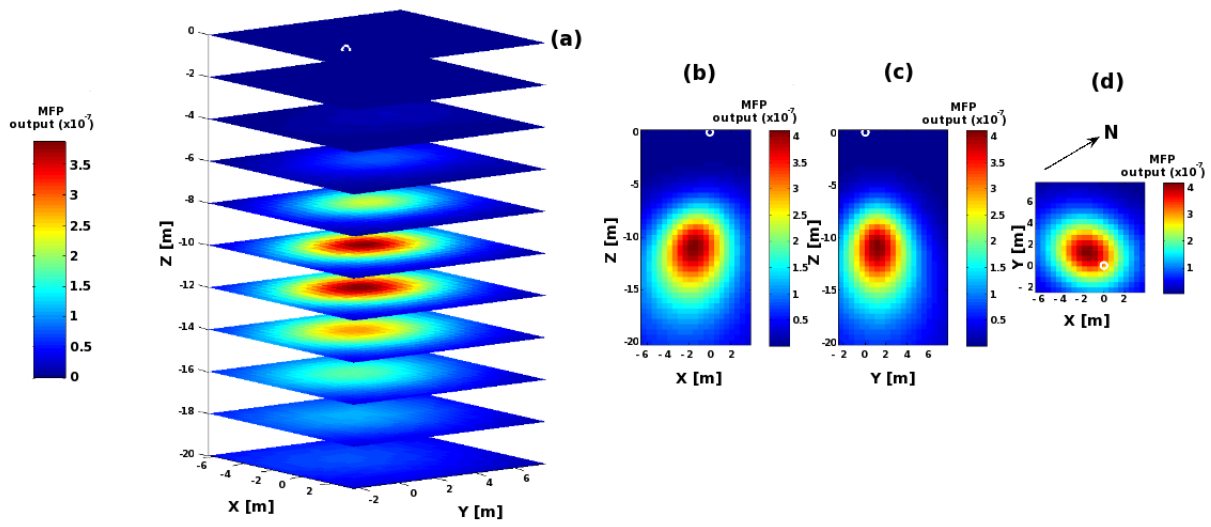 MFP
output (x10⁻⁷)
3.5
3
2.5
2
1.5
1
0.5
0
(a)
Z [m]
0
-2
-4
-6
-8
-10
-12
-14
-16
-18
-20
-6
-4
-2
0
2
X [m]
-2
0
2
4
6
Y [m]
(b)
MFP
output (x10⁻⁷)
Z [m]
0
-5
-10
-15
-20
-6 -4 -2 0 2
X [m]
4
3.5
3
2.5
2
1.5
1
0.5
(c)
MFP
output (x10⁻⁷)
Z [m]
0
-5
-10
-15
-20
-2 0 2 4 6
Y [m]
4
3.5
3
2.5
2
1.5
1
0.5
(d)
N
MFP
output (x10⁻⁷)
Y [m]
6
4
2
0
-2
-6 -4 -2 0 2
X [m]
4
3
2
1